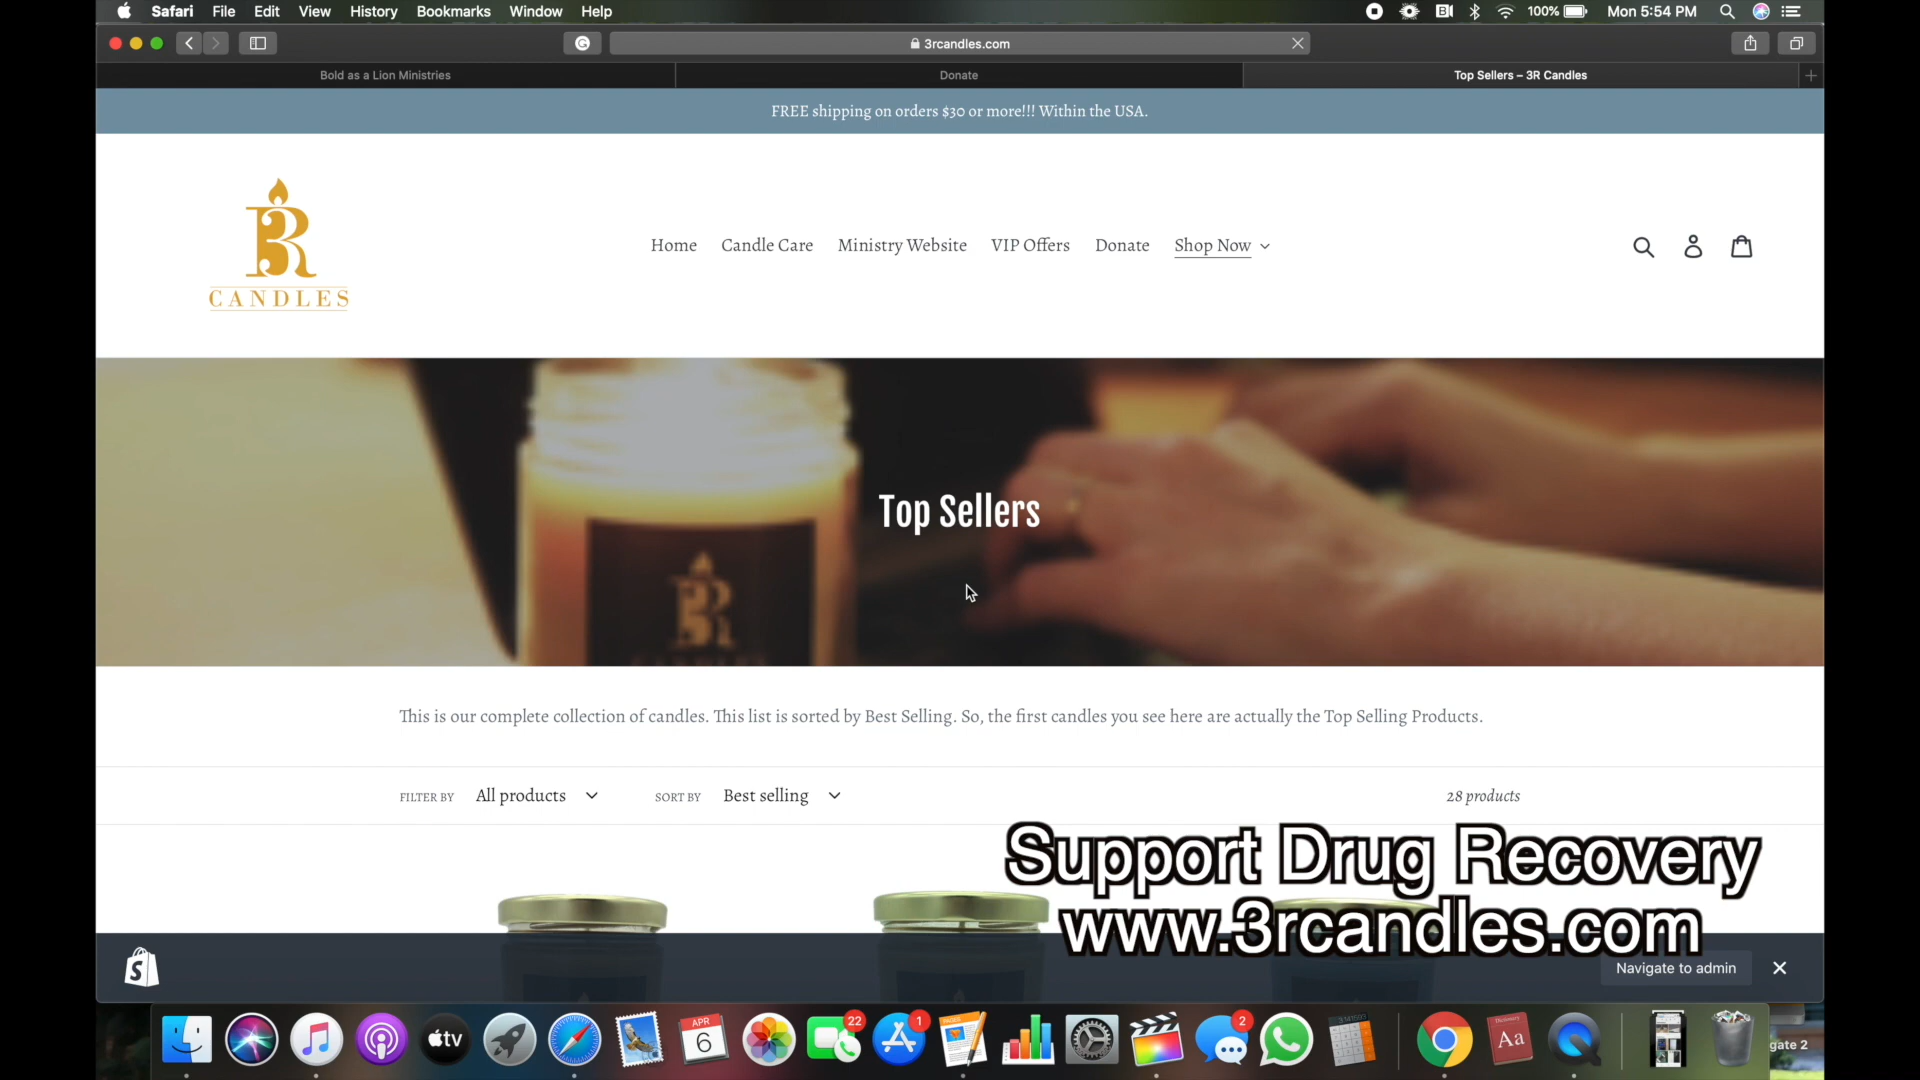 Safari File Edit View History Bookmarks Window Help 100% Mon 5:54 PM
3rcandles.com
Bold as a Lion Ministries Donate Top Sellers – 3R Candles
FREE shipping on orders $30 or more!!! Within the USA.
3R
CANDLES
Home Candle Care Ministry Website VIP Offers Donate Shop Now
Top Sellers
This is our complete collection of candles. This list is sorted by Best Selling. So, the first candles you see here are actually the Top Selling Products.
FILTER BY All products SORT BY Best selling 28 products
Support Drug Recovery
www.3rcandles.com
Navigate to admin
tv
APR
6
22
1
PAGES
2
Dictionary
Aa
gate 2